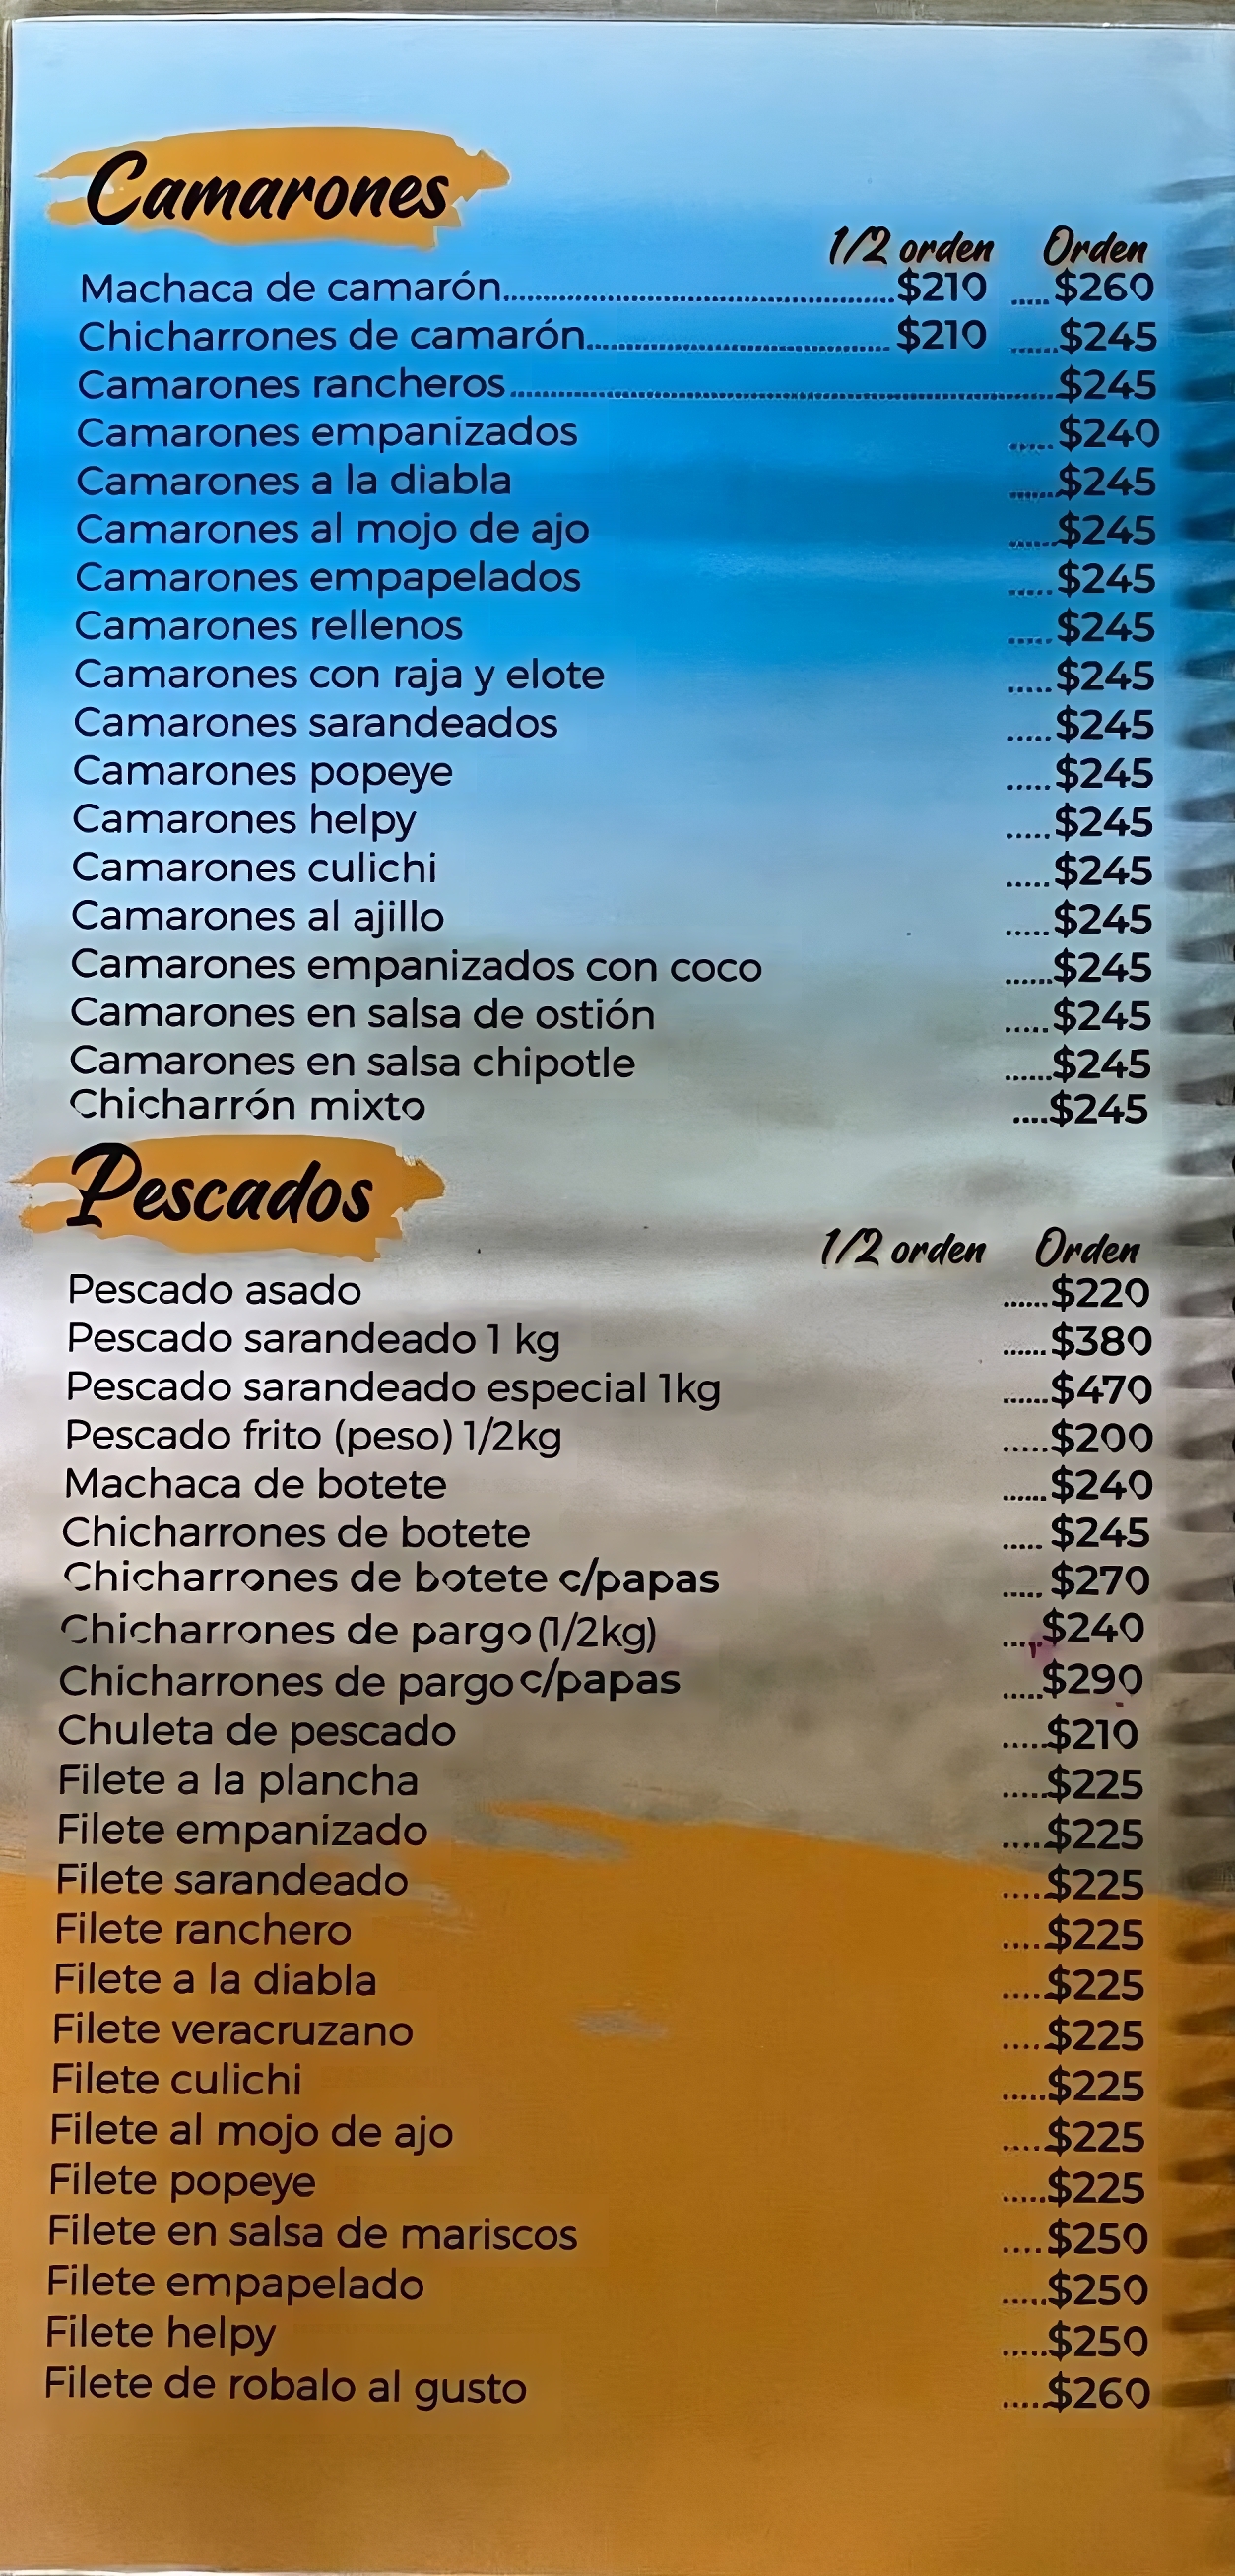 Camarones
1/2 orden Orden
Machaca de camarón $210 $260
Chicharrones de camarón $210 $245
Camarones rancheros $245
Camarones empanizados $240
Camarones a la diabla $245
Camarones al mojo de ajo $245
Camarones empapelados $245
Camarones rellenos $245
Camarones con raja y elote $245
Camarones sarandeados $245
Camarones popeye $245
Camarones helpy $245
Camarones culichi $245
Camarones al ajillo $245
Camarones empanizados con coco $245
Camarones en salsa de ostión $245
Camarones en salsa chipotle $245
Chicharrón mixto $245
Pescados
1/2 orden Orden
Pescado asado $220
Pescado sarandeado 1 kg $380
Pescado sarandeado especial 1kg $470
Pescado frito (peso) 1/2kg $200
Machaca de botete $240
Chicharrones de botete $245
Chicharrones de botete c/papas $270
Chicharrones de pargo (1/2kg) $240
Chicharrones de pargo c/papas $290
Chuleta de pescado $210
Filete a la plancha $225
Filete empanizado $225
Filete sarandeado $225
Filete ranchero $225
Filete a la diabla $225
Filete veracruzano $225
Filete culichi $225
Filete al mojo de ajo $225
Filete popeye $225
Filete en salsa de mariscos $250
Filete empapelado $250
Filete helpy $250
Filete de robalo al gusto $260